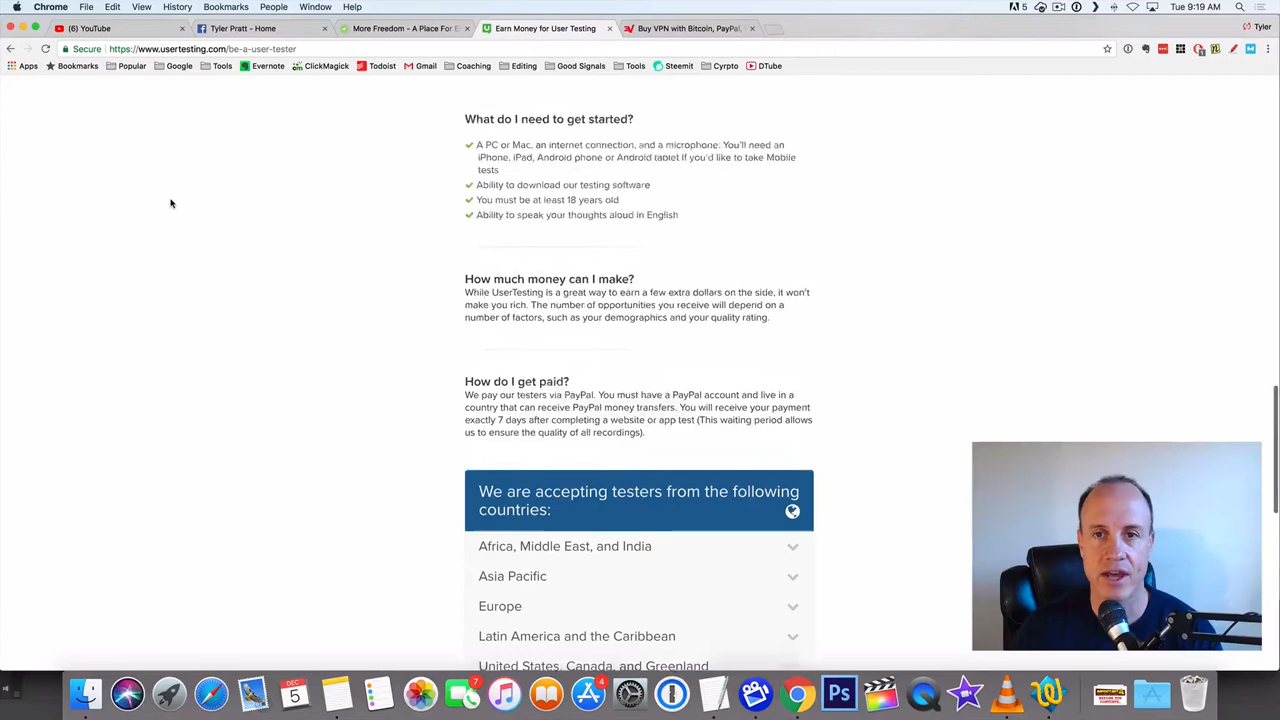 Chrome File Edit View History Bookmarks People Window Help 5 Tue 9:19 AM
(6) YouTube Tyler Pratt - Home More Freedom - A Place For E Earn Money for User Testing Buy VPN with Bitcoin, PayPal, Tyler
Secure https://www.usertesting.com/be-a-user-tester
Apps Bookmarks Popular Google Tools Evernote ClickMagick Todoist Gmail Coaching Editing Good Signals Tools Steemit Cyrpto DTube
What do I need to get started?
A PC or Mac, an internet connection, and a microphone. You'll need an
iPhone, iPad, Android phone or Android tablet if you'd like to take Mobile
tests
Ability to download our testing software
You must be at least 18 years old
Ability to speak your thoughts aloud in English
How much money can I make?
While UserTesting is a great way to earn a few extra dollars on the side, it won't
make you rich. The number of opportunities you receive will depend on a
number of factors, such as your demographics and your quality rating.
How do I get paid?
We pay our testers via PayPal. You must have a PayPal account and live in a
country that can receive PayPal money transfers. You will receive your payment
exactly 7 days after completing a website or app test (This waiting period allows
us to ensure the quality of all recordings).
We are accepting testers from the following
countries:
Africa, Middle East, and India
Asia Pacific
Europe
Latin America and the Caribbean
United States, Canada, and Greenland
DEC
5
7
4
Ps